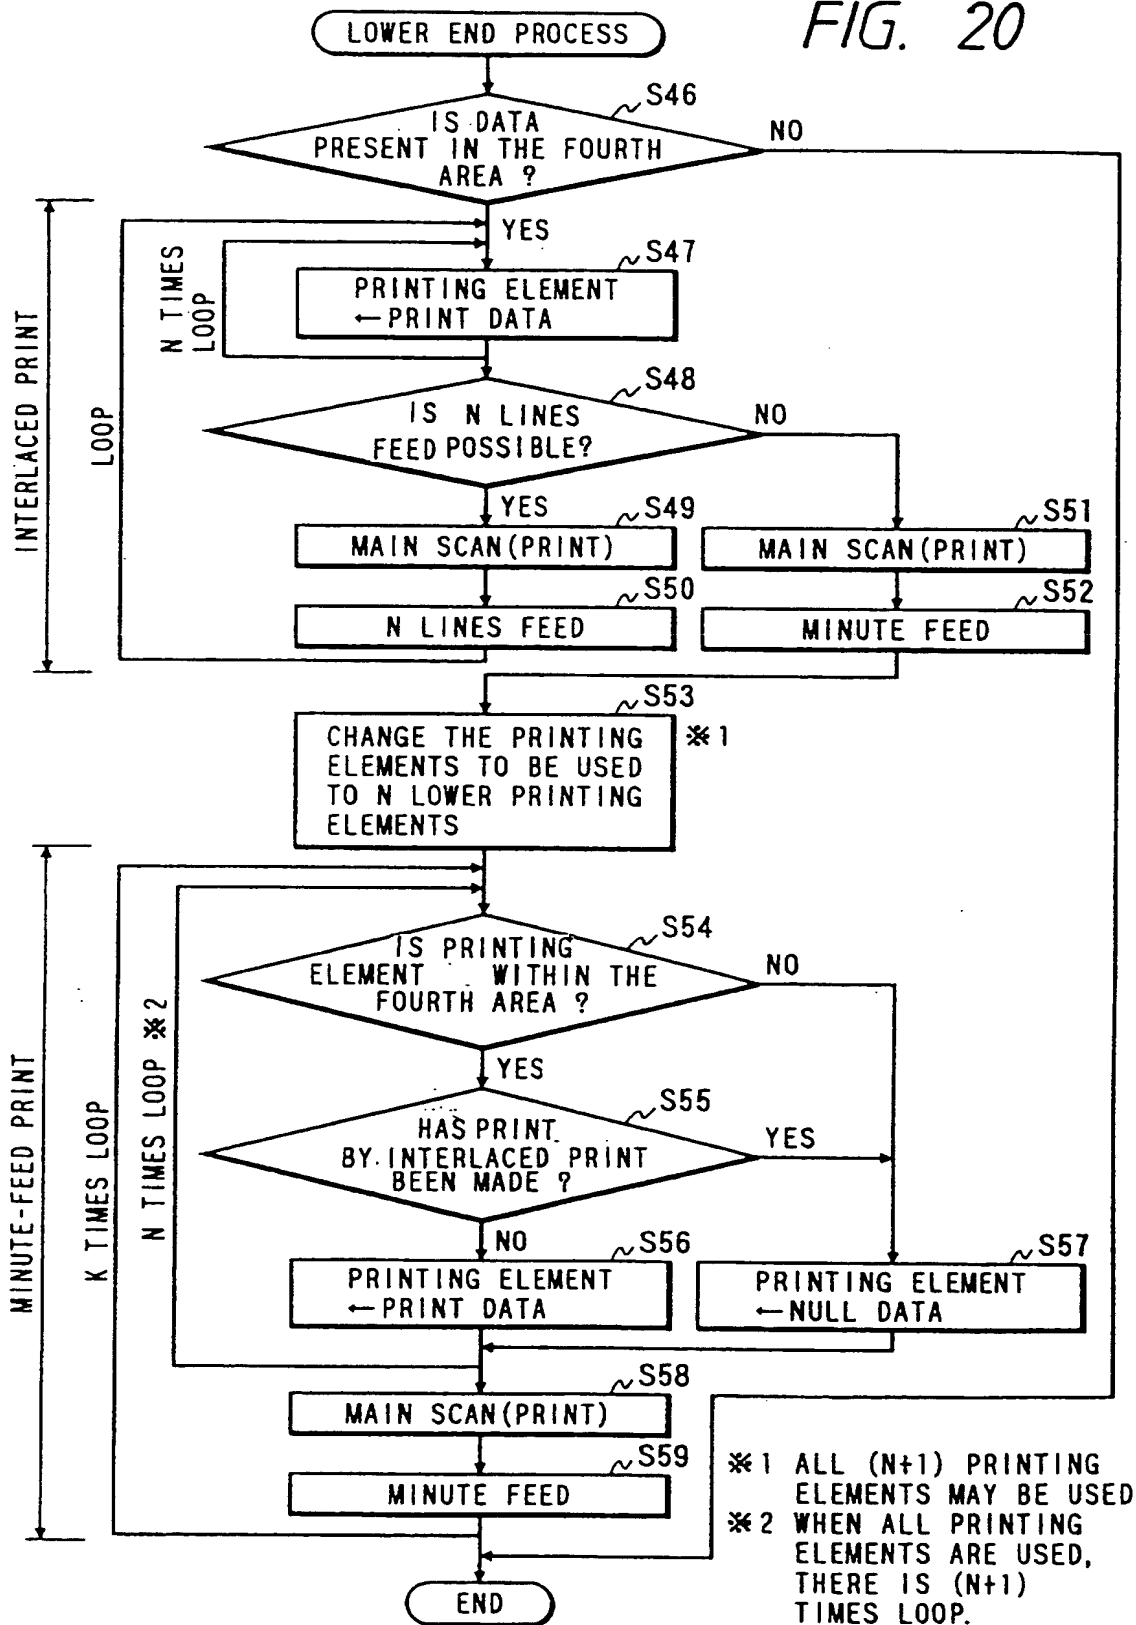 FIG. 20
LOWER END PROCESS
S46
IS DATA
PRESENT IN THE FOURTH
AREA ?
NO
YES
S47
PRINTING ELEMENT
←PRINT DATA
N TIMES
LOOP
S48
IS N LINES
FEED POSSIBLE?
NO
LOOP
INTERLACED PRINT
YES
S49
MAIN SCAN(PRINT)
S51
MAIN SCAN(PRINT)
S50
N LINES FEED
S52
MINUTE FEED
S53
CHANGE THE PRINTING
ELEMENTS TO BE USED
TO N LOWER PRINTING
ELEMENTS
※1
S54
IS PRINTING
ELEMENT WITHIN THE
FOURTH AREA ?
NO
YES
S55
HAS PRINT
BY INTERLACED PRINT
BEEN MADE ?
YES
N TIMES LOOP ※2
K TIMES LOOP
MINUTE-FEED PRINT
NO
S56
PRINTING ELEMENT
←PRINT DATA
S57
PRINTING ELEMENT
←NULL DATA
S58
MAIN SCAN(PRINT)
S59
MINUTE FEED
END
※1 ALL (N+1) PRINTING
ELEMENTS MAY BE USED
※2 WHEN ALL PRINTING
ELEMENTS ARE USED,
THERE IS (N+1)
TIMES LOOP.